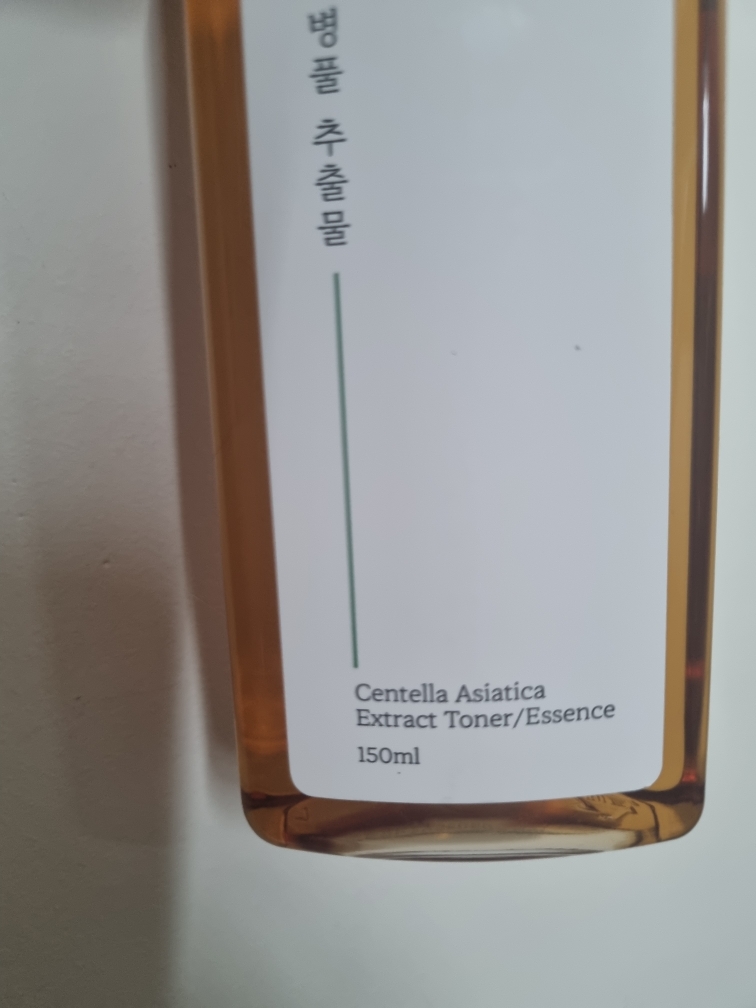 병풀 추출물
Centella Asiatica
Extract Toner/Essence
150ml